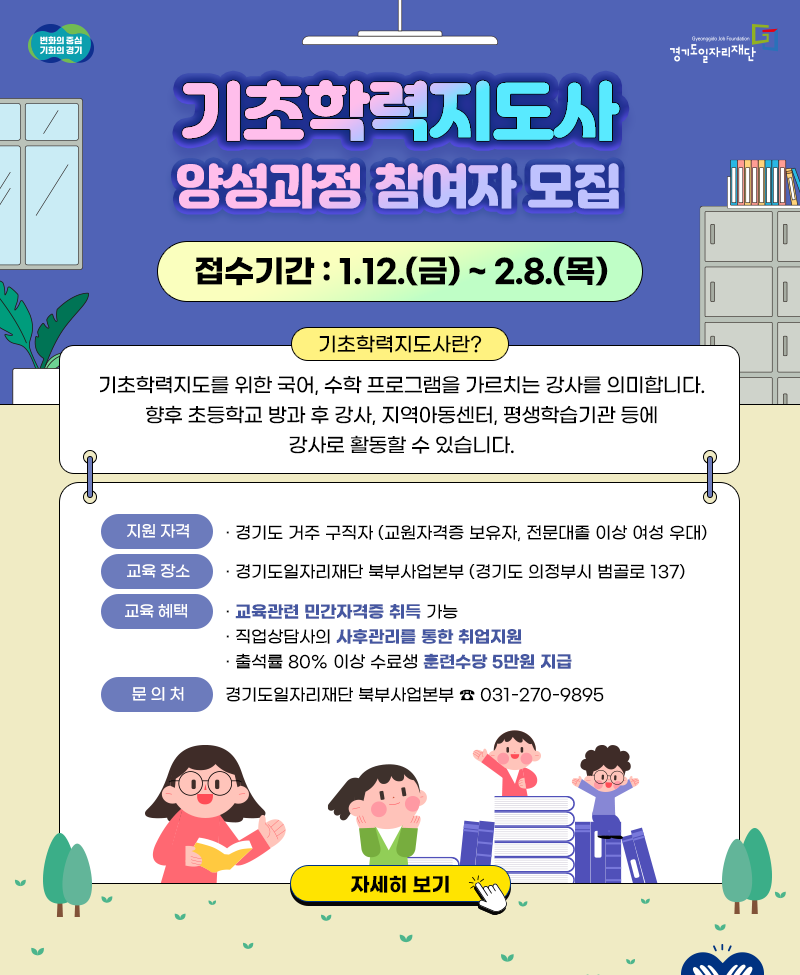 변화의 중심
기회의 경기
Gyeonggido Job Foundation
경기도일자리재단
기초학력지도사
양성과정 참여자 모집
접수기간 : 1.12.(금) ~ 2.8.(목)
기초학력지도사란?
기초학력지도를 위한 국어, 수학 프로그램을 가르치는 강사를 의미합니다.
향후 초등학교 방과 후 강사, 지역아동센터, 평생학습기관 등에
강사로 활동할 수 있습니다.
지원 자격 · 경기도 거주 구직자 (교원자격증 보유자, 전문대졸 이상 여성 우대)
교육 장소 · 경기도일자리재단 북부사업본부 (경기도 의정부시 범골로 137)
교육 혜택 · 교육관련 민간자격증 취득 가능
· 직업상담사의 사후관리를 통한 취업지원
· 출석률 80% 이상 수료생 훈련수당 5만원 지급
문 의 처 경기도일자리재단 북부사업본부 ☎ 031-270-9895
자세히 보기